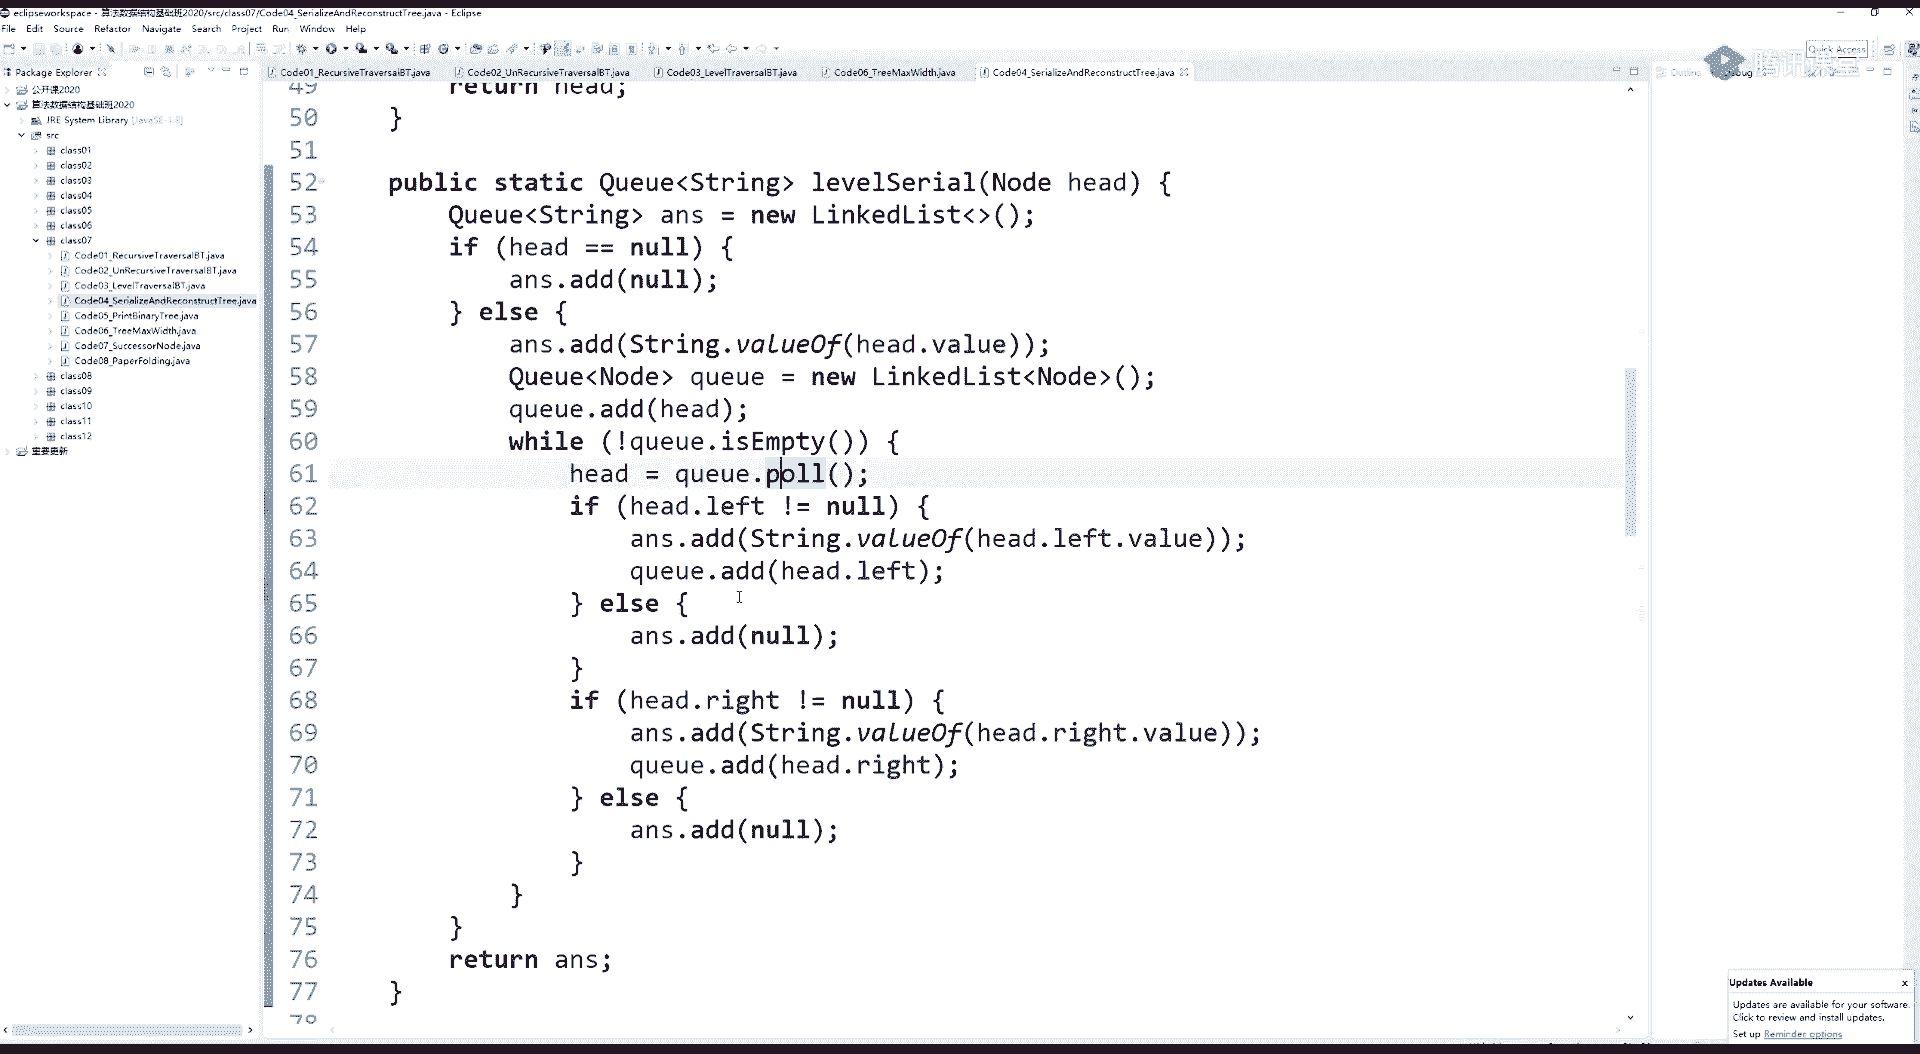 eclipseworkspace - 算法数据结构基础班2020/src/class07/Code04_SerializeAndReconstructTree.java - Eclipse
File Edit Source Refactor Navigate Search Project Run Window Help
Quick Access
腾讯课堂
Package Explorer
Code01_RecursiveTraversalBT.java Code02_UnRecursiveTraversalBT.java Code03_LevelTraversalBT.java Code06_TreeMaxWidth.java Code04_SerializeAndReconstructTree.java
Outline
公开课2020
算法数据结构基础班2020
JRE System Library [JavaSE-1.8]
src
class01
class02
class03
class04
class05
class06
class07
Code01_RecursiveTraversalBT.java
Code02_UnRecursiveTraversalBT.java
Code03_LevelTraversalBT.java
Code04_SerializeAndReconstructTree.java
Code05_PrintBinaryTree.java
Code06_TreeMaxWidth.java
Code07_SuccessorNode.java
Code08_PaperFolding.java
class08
class09
class10
class11
class12
重要更新
49 return head;
50 }
51
52 public static Queue<String> levelSerial(Node head) {
53 Queue<String> ans = new LinkedList<>();
54 if (head == null) {
55 ans.add(null);
56 } else {
57 ans.add(String.valueOf(head.value));
58 Queue<Node> queue = new LinkedList<Node>();
59 queue.add(head);
60 while (!queue.isEmpty()) {
61 head = queue.poll();
62 if (head.left != null) {
63 ans.add(String.valueOf(head.left.value));
64 queue.add(head.left);
65 } else {
66 ans.add(null);
67 }
68 if (head.right != null) {
69 ans.add(String.valueOf(head.right.value));
70 queue.add(head.right);
71 } else {
72 ans.add(null);
73 }
74 }
75 }
76 return ans;
77 }
78
Updates Available x
Updates are available for your software.
Click to review and install updates.
Set up Reminder options